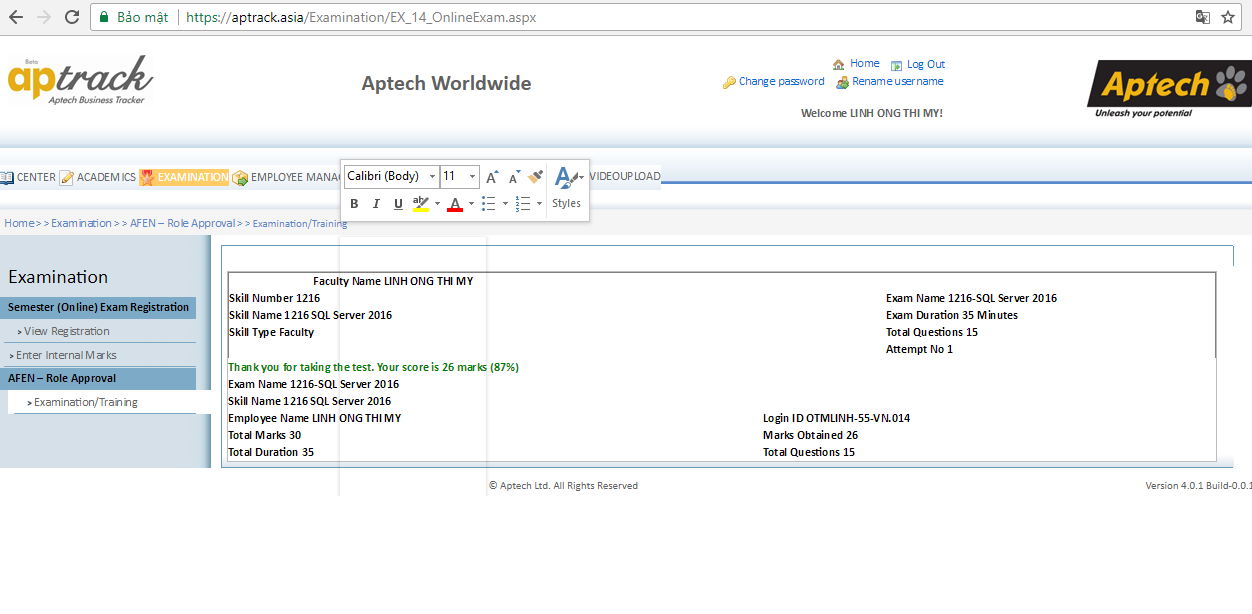 Bảo mật https://aptrack.asia/Examination/EX_14_OnlineExam.aspx
Beta
aptrack
Aptech Business Tracker
Aptech Worldwide
Home Log Out
Change password Rename username
Welcome LINH ONG THI MY!
Aptech
Unleash your potential
CENTER ACADEMICS EXAMINATION EMPLOYEE MANA VIDEOUPLOAD
Calibri (Body) 11 A A A
B I U ab A Styles
Home > > Examination > > AFEN – Role Approval > > Examination/Training
Examination
Semester (Online) Exam Registration
> View Registration
> Enter Internal Marks
AFEN – Role Approval
> Examination/Training
Faculty Name LINH ONG THI MY
Skill Number 1216 Exam Name 1216-SQL Server 2016
Skill Name 1216 SQL Server 2016 Exam Duration 35 Minutes
Skill Type Faculty Total Questions 15
Attempt No 1
Thank you for taking the test. Your score is 26 marks (87%)
Exam Name 1216-SQL Server 2016
Skill Name 1216 SQL Server 2016
Employee Name LINH ONG THI MY Login ID OTMLINH-55-VN.014
Total Marks 30 Marks Obtained 26
Total Duration 35 Total Questions 15
© Aptech Ltd. All Rights Reserved Version 4.0.1 Build-0.0.1